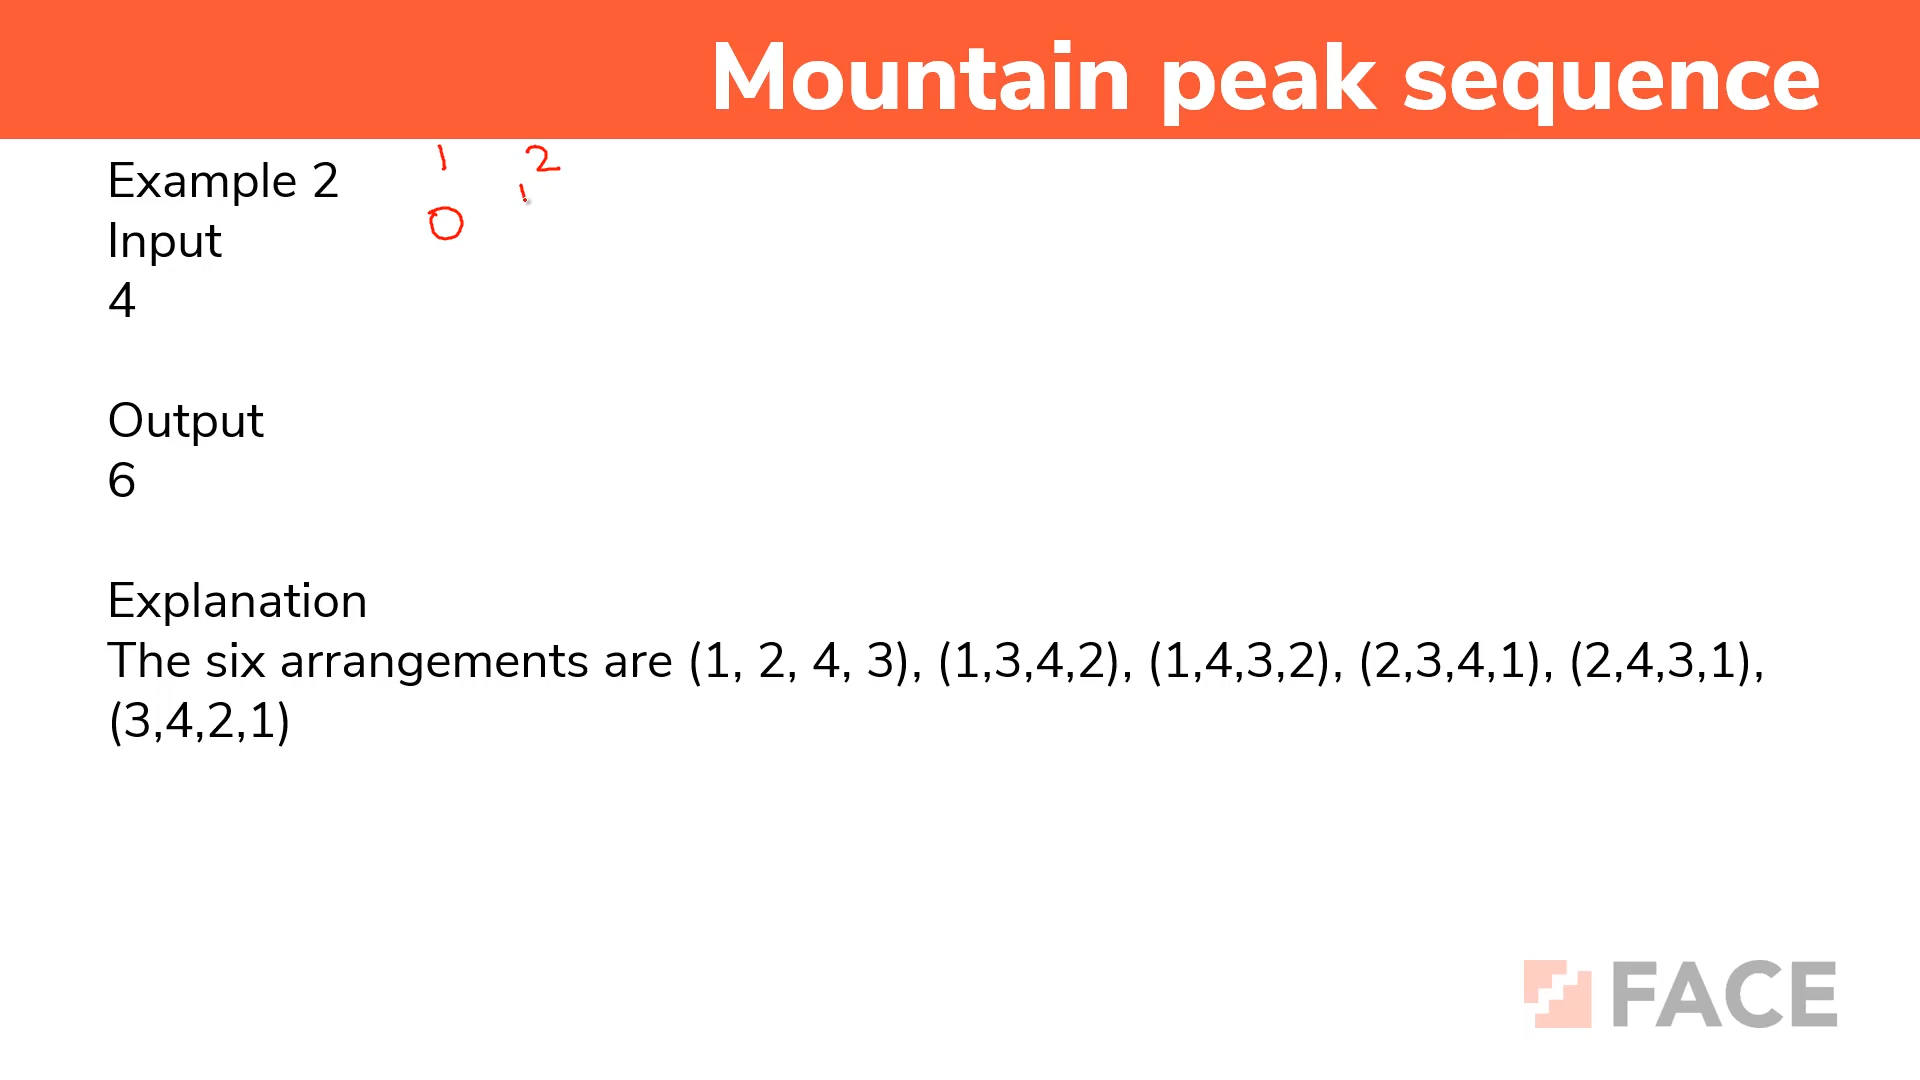 Mountain peak sequence
1 2
Example 2
0
Input
4
Output
6
Explanation
The six arrangements are (1, 2, 4, 3), (1,3,4,2), (1,4,3,2), (2,3,4,1), (2,4,3,1),
(3,4,2,1)
FACE